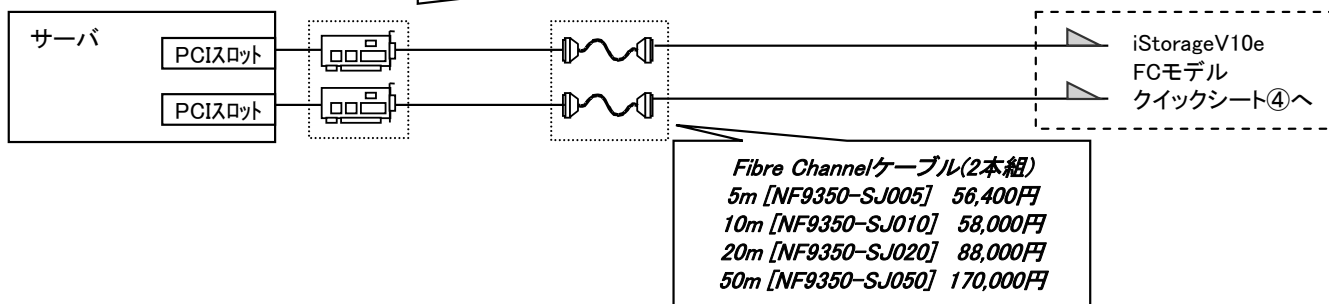 サーバ
PCIスロット
PCIスロット
iStorageV10e
FCモデル
クイックシート④へ
Fibre Channelケーブル(2本組)
5m [NF9350-SJ005] 56,400円
10m [NF9350-SJ010] 58,000円
20m [NF9350-SJ020] 88,000円
50m [NF9350-SJ050] 170,000円